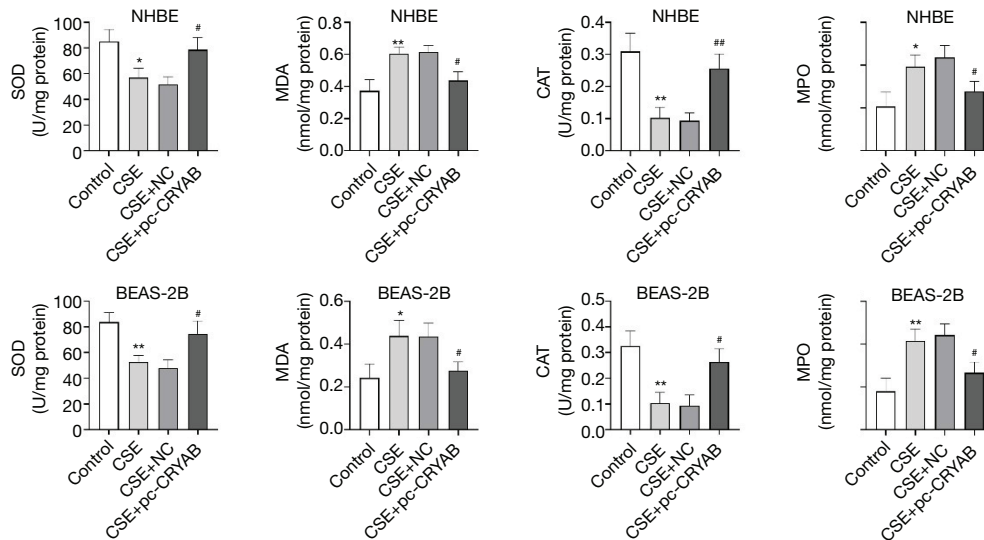 NHBE
SOD
(U/mg protein)
100
80
60
40
20
0
*
#
Control
CSE
CSE+NC
CSE+pc-CRYAB
NHBE
MDA
(nmol/mg protein)
0.8
0.6
0.4
0.2
0.0
**
#
Control
CSE
CSE+NC
CSE+pc-CRYAB
NHBE
CAT
(U/mg protein)
0.4
0.3
0.2
0.1
0.0
**
##
Control
CSE
CSE+NC
CSE+pc-CRYAB
NHBE
MPO
(nmol/mg protein)
*
#
Control
CSE
CSE+NC
CSE+pc-CRYAB
BEAS-2B
SOD
(U/mg protein)
100
80
60
40
80
0
**
#
Control
CSE
CSE+NC
CSE+pc-CRYAB
BEAS-2B
MDA
(nmol/mg protein)
0.6
0.4
0.2
0.0
*
#
Control
CSE
CSE+NC
CSE+pc-CRYAB
BEAS-2B
CAT
(U/mg protein)
0.5
0.4
0.3
0.2
0.1
0.0
**
#
Control
CSE
CSE+NC
CSE+pc-CRYAB
BEAS-2B
MPO
(nmol/mg protein)
**
#
Control
CSE
CSE+NC
CSE+pc-CRYAB